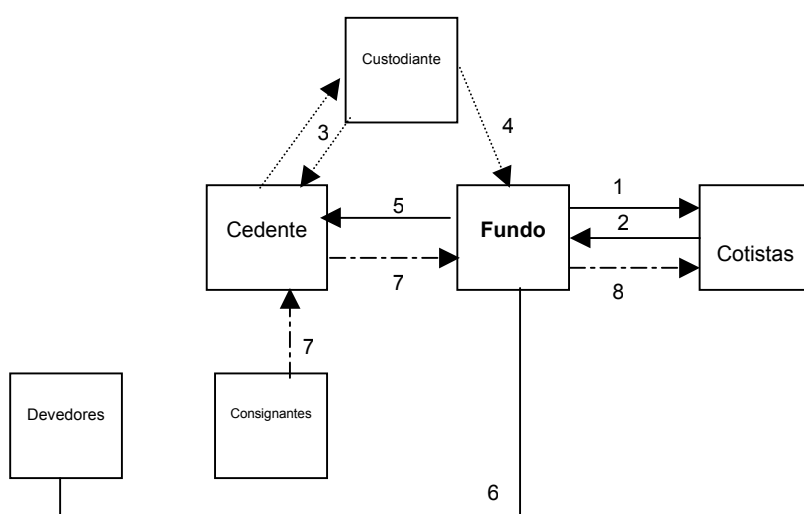 Custodiante
3
4
1
5
2
Cedente
Fundo
Cotistas
7
8
7
Devedores
Consignantes
6